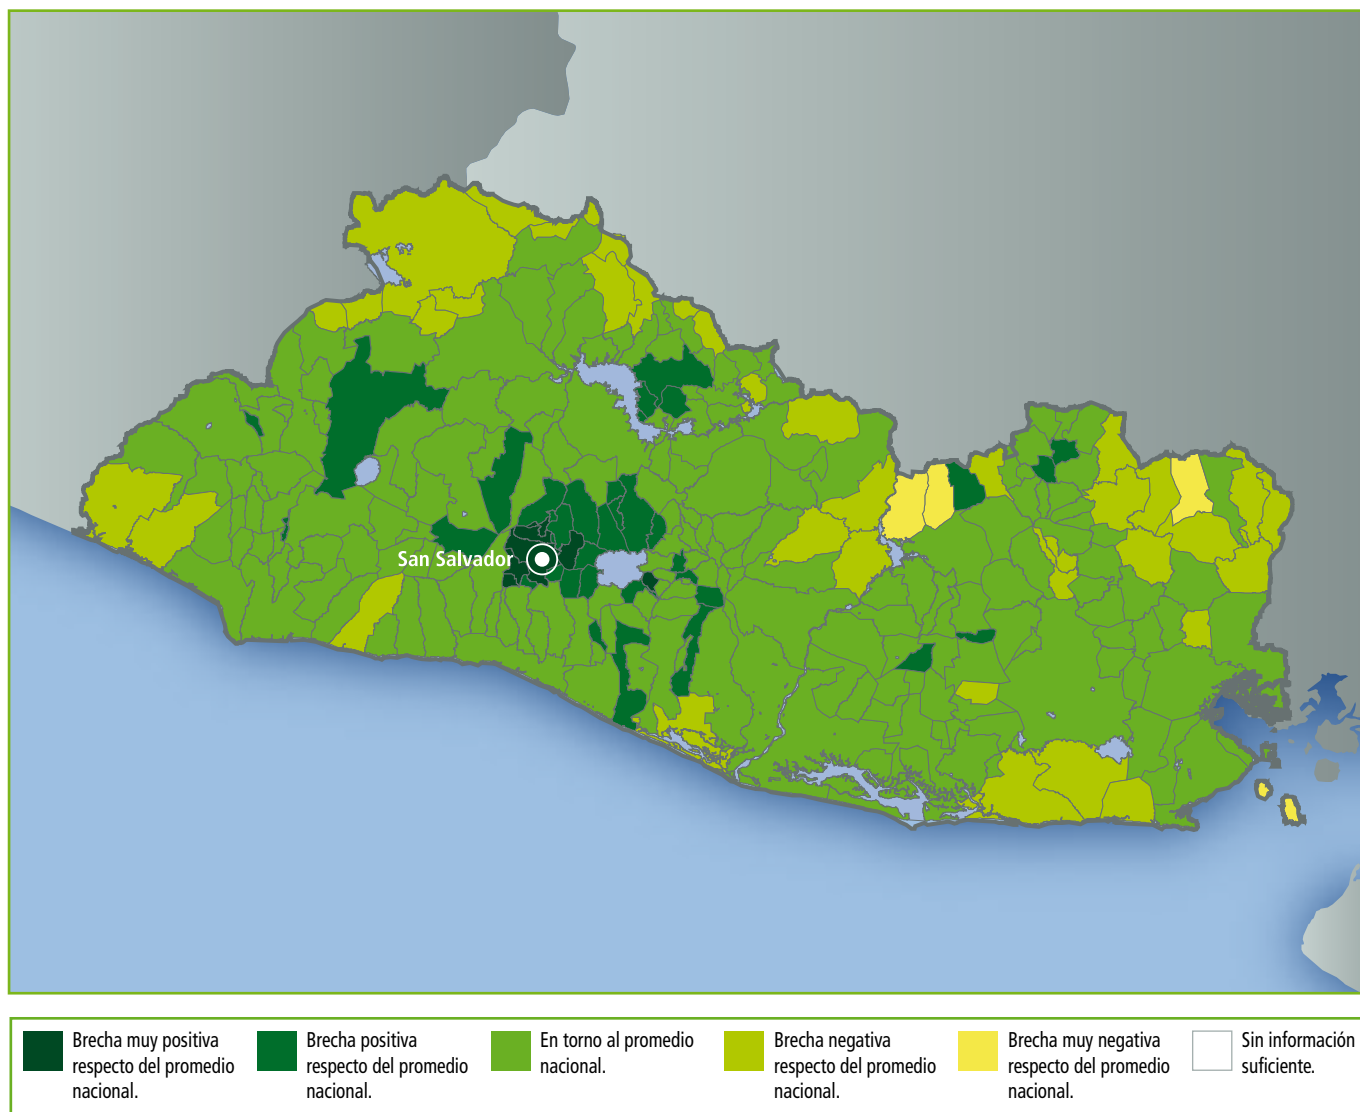 San Salvador
Brecha muy positiva
respecto del promedio
nacional.
Brecha positiva
respecto del promedio
nacional.
En torno al promedio
nacional.
Brecha negativa
respecto del promedio
nacional.
Brecha muy negativa
respecto del promedio
nacional.
Sin información
suficiente.